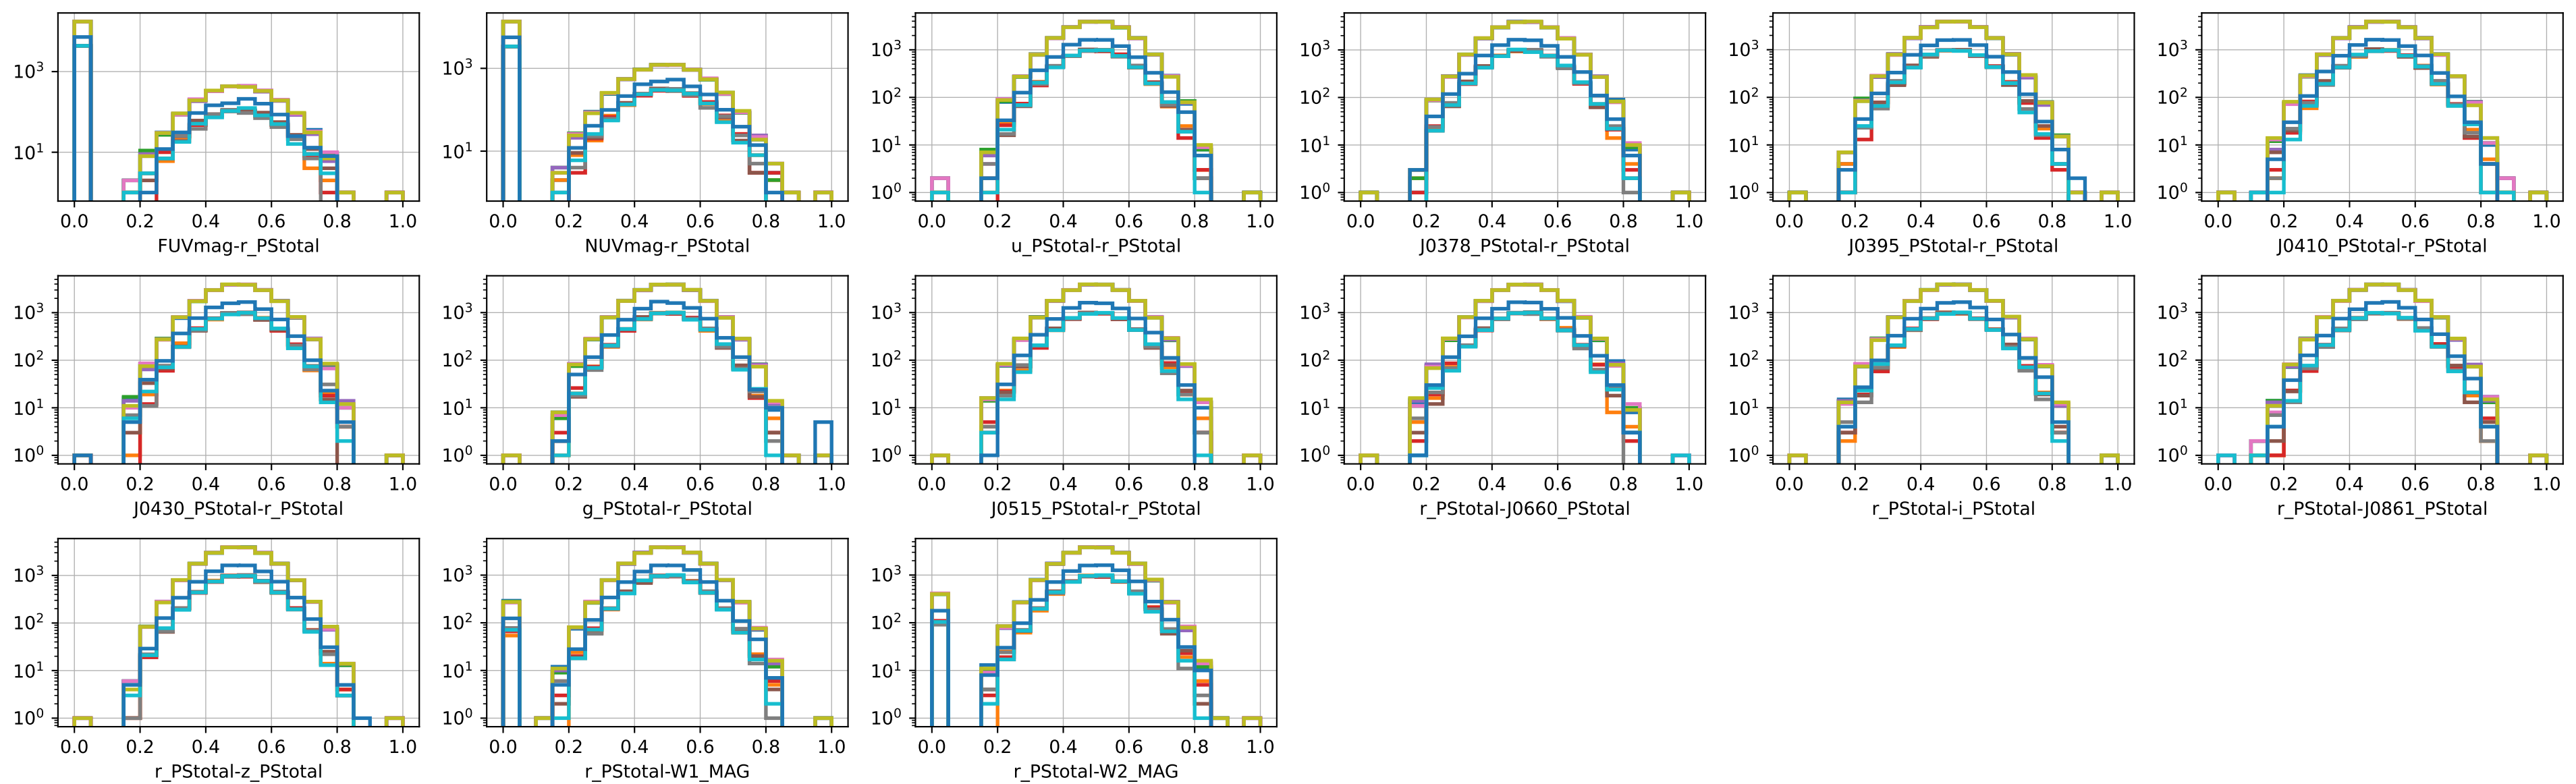 10³
10¹
0.0 0.2 0.4 0.6 0.8 1.0
FUVmag-r_PStotal
10³
10¹
0.0 0.2 0.4 0.6 0.8 1.0
NUVmag-r_PStotal
10³
10²
10¹
10⁰
0.0 0.2 0.4 0.6 0.8 1.0
u_PStotal-r_PStotal
10³
10²
10¹
10⁰
0.0 0.2 0.4 0.6 0.8 1.0
J0378_PStotal-r_PStotal
10³
10²
10¹
10⁰
0.0 0.2 0.4 0.6 0.8 1.0
J0395_PStotal-r_PStotal
10³
10²
10¹
10⁰
0.0 0.2 0.4 0.6 0.8 1.0
J0410_PStotal-r_PStotal
10³
10²
10¹
10⁰
0.0 0.2 0.4 0.6 0.8 1.0
J0430_PStotal-r_PStotal
10³
10²
10¹
10⁰
0.0 0.2 0.4 0.6 0.8 1.0
g_PStotal-r_PStotal
10³
10²
10¹
10⁰
0.0 0.2 0.4 0.6 0.8 1.0
J0515_PStotal-r_PStotal
10³
10²
10¹
10⁰
0.0 0.2 0.4 0.6 0.8 1.0
r_PStotal-J0660_PStotal
10³
10²
10¹
10⁰
0.0 0.2 0.4 0.6 0.8 1.0
r_PStotal-i_PStotal
10³
10²
10¹
10⁰
0.0 0.2 0.4 0.6 0.8 1.0
r_PStotal-J0861_PStotal
10³
10²
10¹
10⁰
0.0 0.2 0.4 0.6 0.8 1.0
r_PStotal-z_PStotal
10³
10²
10¹
10⁰
0.0 0.2 0.4 0.6 0.8 1.0
r_PStotal-W1_MAG
10³
10²
10¹
10⁰
0.0 0.2 0.4 0.6 0.8 1.0
r_PStotal-W2_MAG